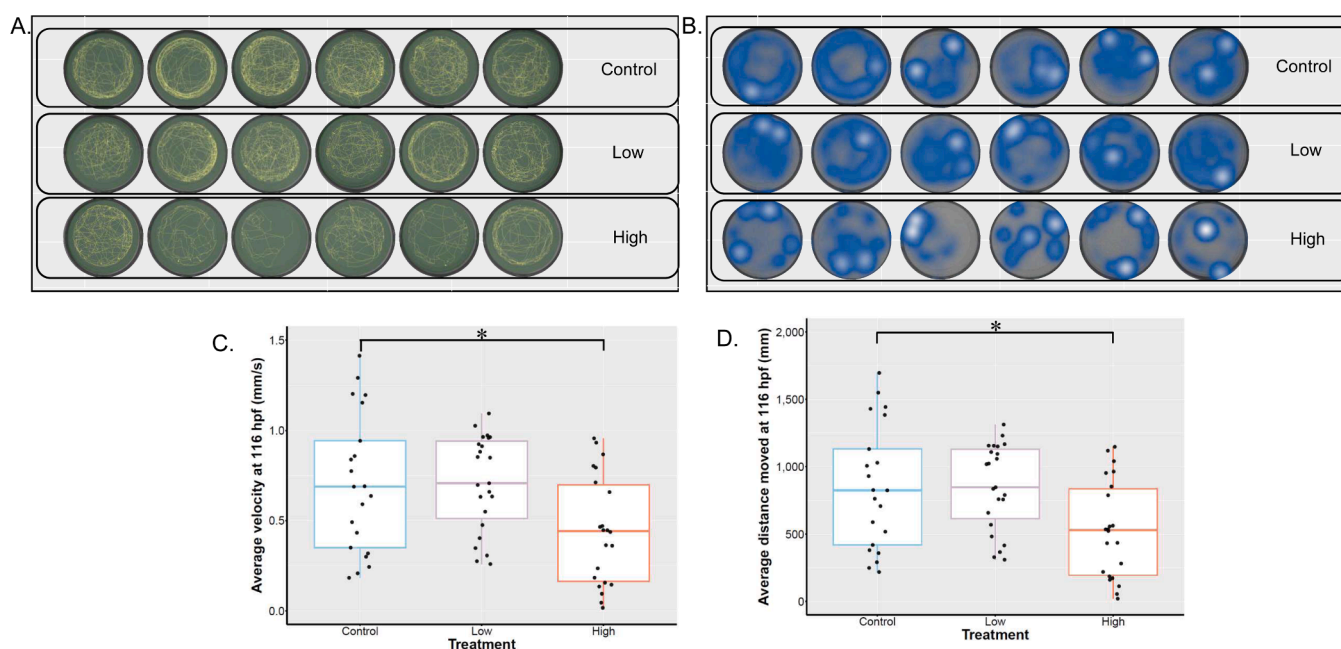 A.
Control
Low
High
B.
Control
Low
High
C.
*
Average velocity at 116 hpf (mm/s)
1.5
1.0
0.5
0.0
Control Low High
Treatment
D.
*
Average distance moved at 116 hpf (mm)
2,000
1,500
1,000
500
0
Control Low High
Treatment